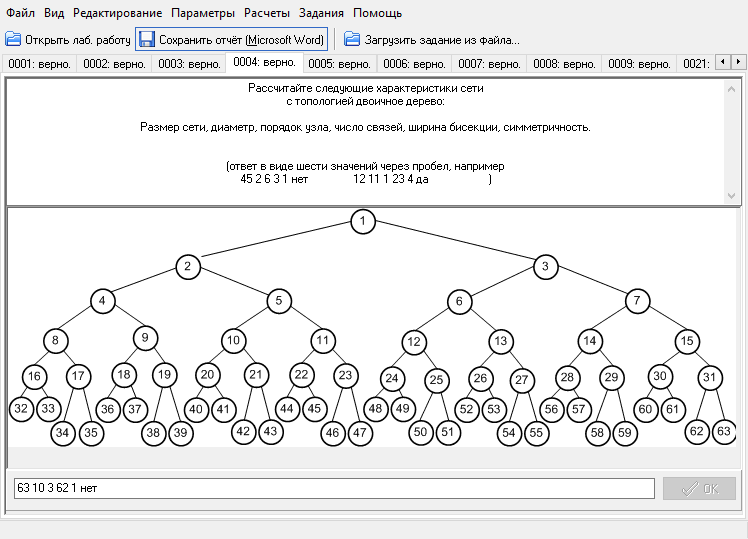 Файл Вид Редактирование Параметры Расчеты Задания Помощь
Открыть лаб. работу Сохранить отчёт (Microsoft Word) Загрузить задание из файла...
0001: верно. 0002: верно. 0003: верно. 0004: верно. 0005: верно. 0006: верно. 0007: верно. 0008: верно. 0009: верно. 0021:
Рассчитайте следующие характеристики сети
с топологией двоичное дерево:
Размер сети, диаметр, порядок узла, число связей, ширина бисекции, симметричность.
(ответ в виде шести значений через пробел, например
45 2 6 3 1 нет 12 11 1 23 4 да )
1
2 3
4 5 6 7
8 9 10 11 12 13 14 15
16 17 18 19 20 21 22 23 24 25 26 27 28 29 30 31
32 33 36 37 40 41 44 45 48 49 52 53 56 57 60 61
34 35 38 39 42 43 46 47 50 51 54 55 58 59 62 63
63 10 3 62 1 нет OK